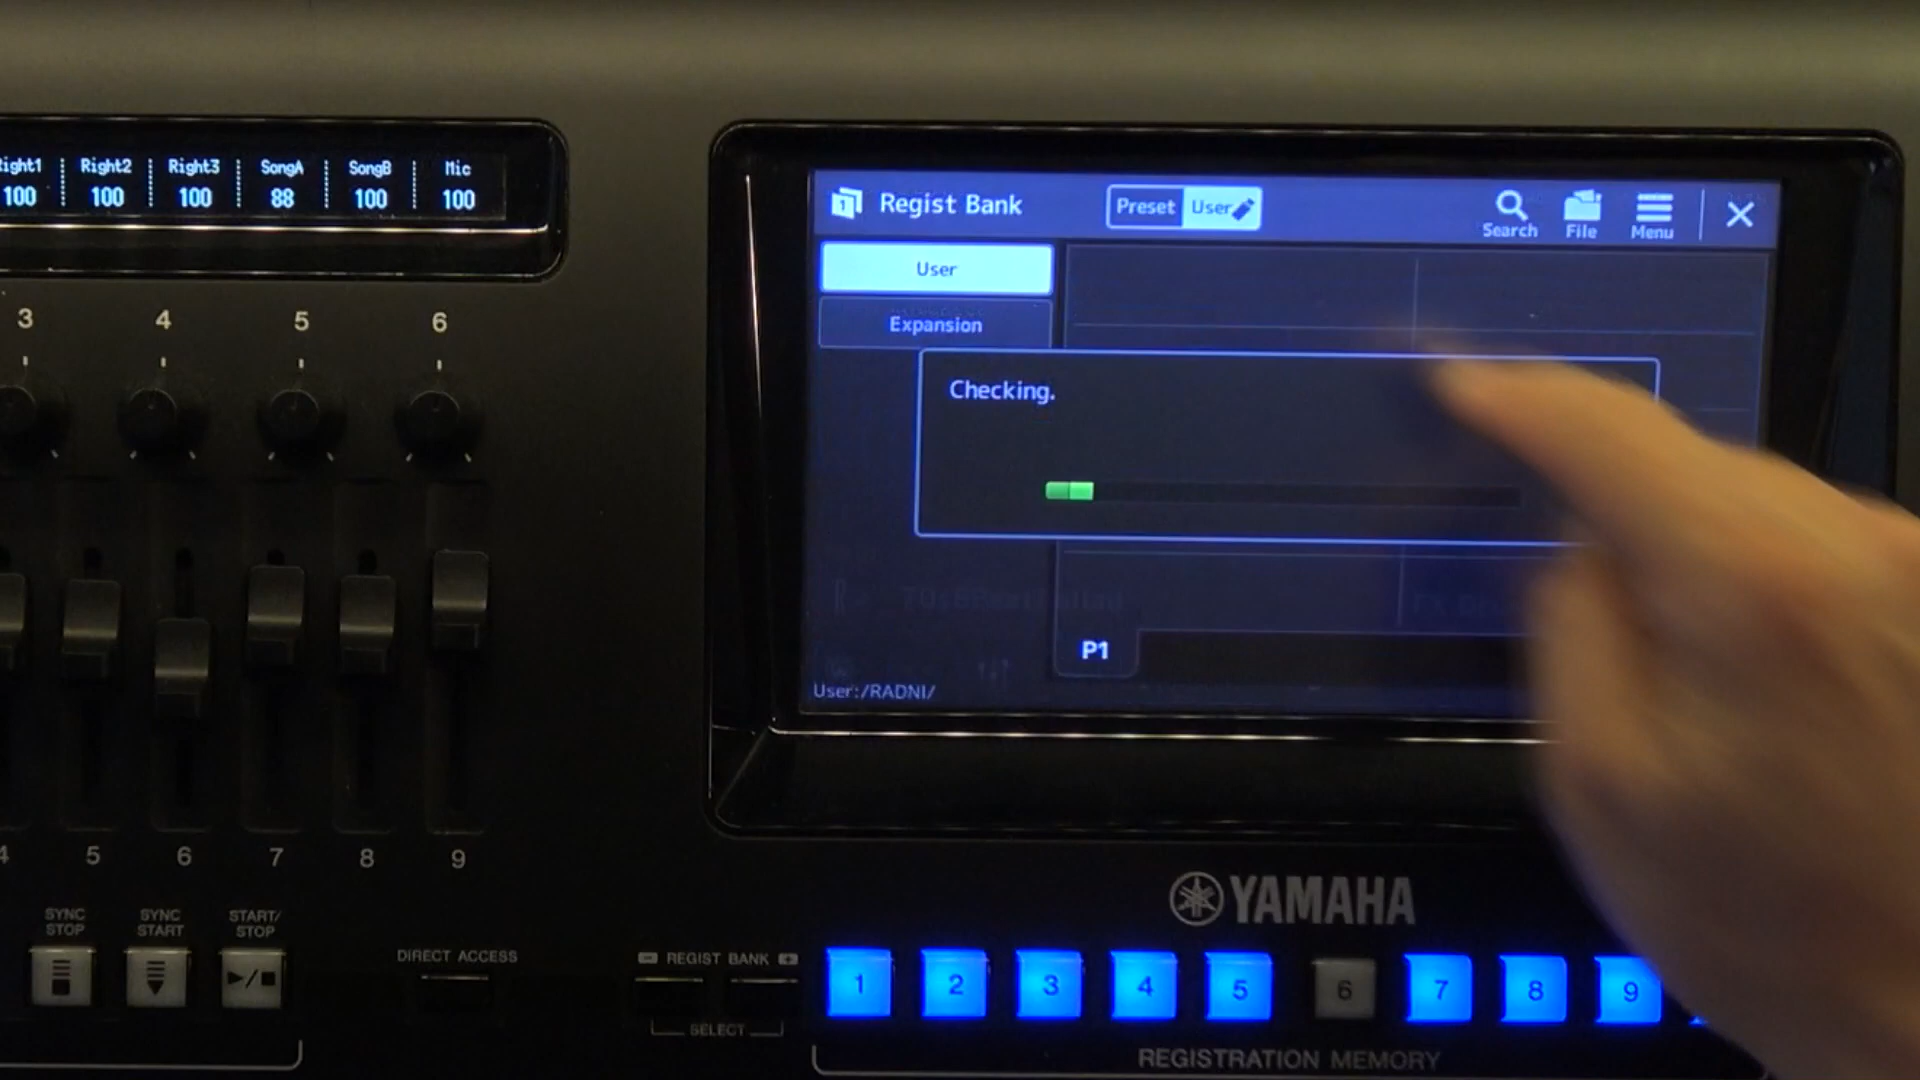 Right2 Right3 SongA SongB Mic
100 100 100 88 100 100
3 4 5 6
1 Regist Bank Preset User
Search File Menu
User
Expansion
Checking.
P1
User:/RADNI/
4 5 6 7 8 9
YAMAHA
SYNC STOP
SYNC START
START/ STOP
DIRECT ACCESS
- REGIST BANK +
SELECT
1 2 3 4 5 6 7 8 9
REGISTRATION MEMORY